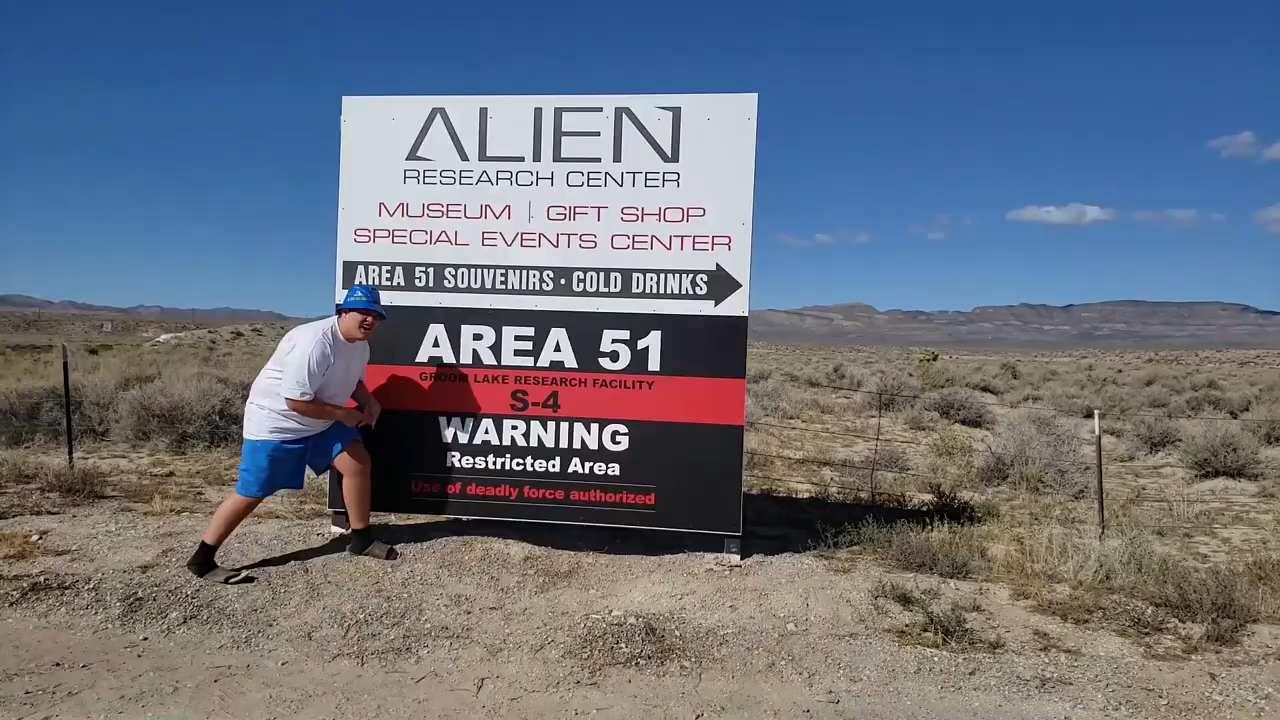 ALIEN
RESEARCH CENTER
MUSEUM | GIFT SHOP
SPECIAL EVENTS CENTER
AREA 51 SOUVENIRS · COLD DRINKS
AREA 51
GROOM LAKE RESEARCH FACILITY
S-4
WARNING
Restricted Area
Use of deadly force authorized